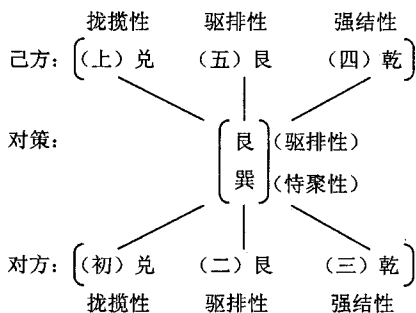 拢揽性 驱排性 强结性
己方：（上）兑 （五）艮 （四）乾
对策： 艮（驱排性）
巽（恃聚性）
对方：（初）兑 （二）艮 （三）乾
拢揽性 驱排性 强结性